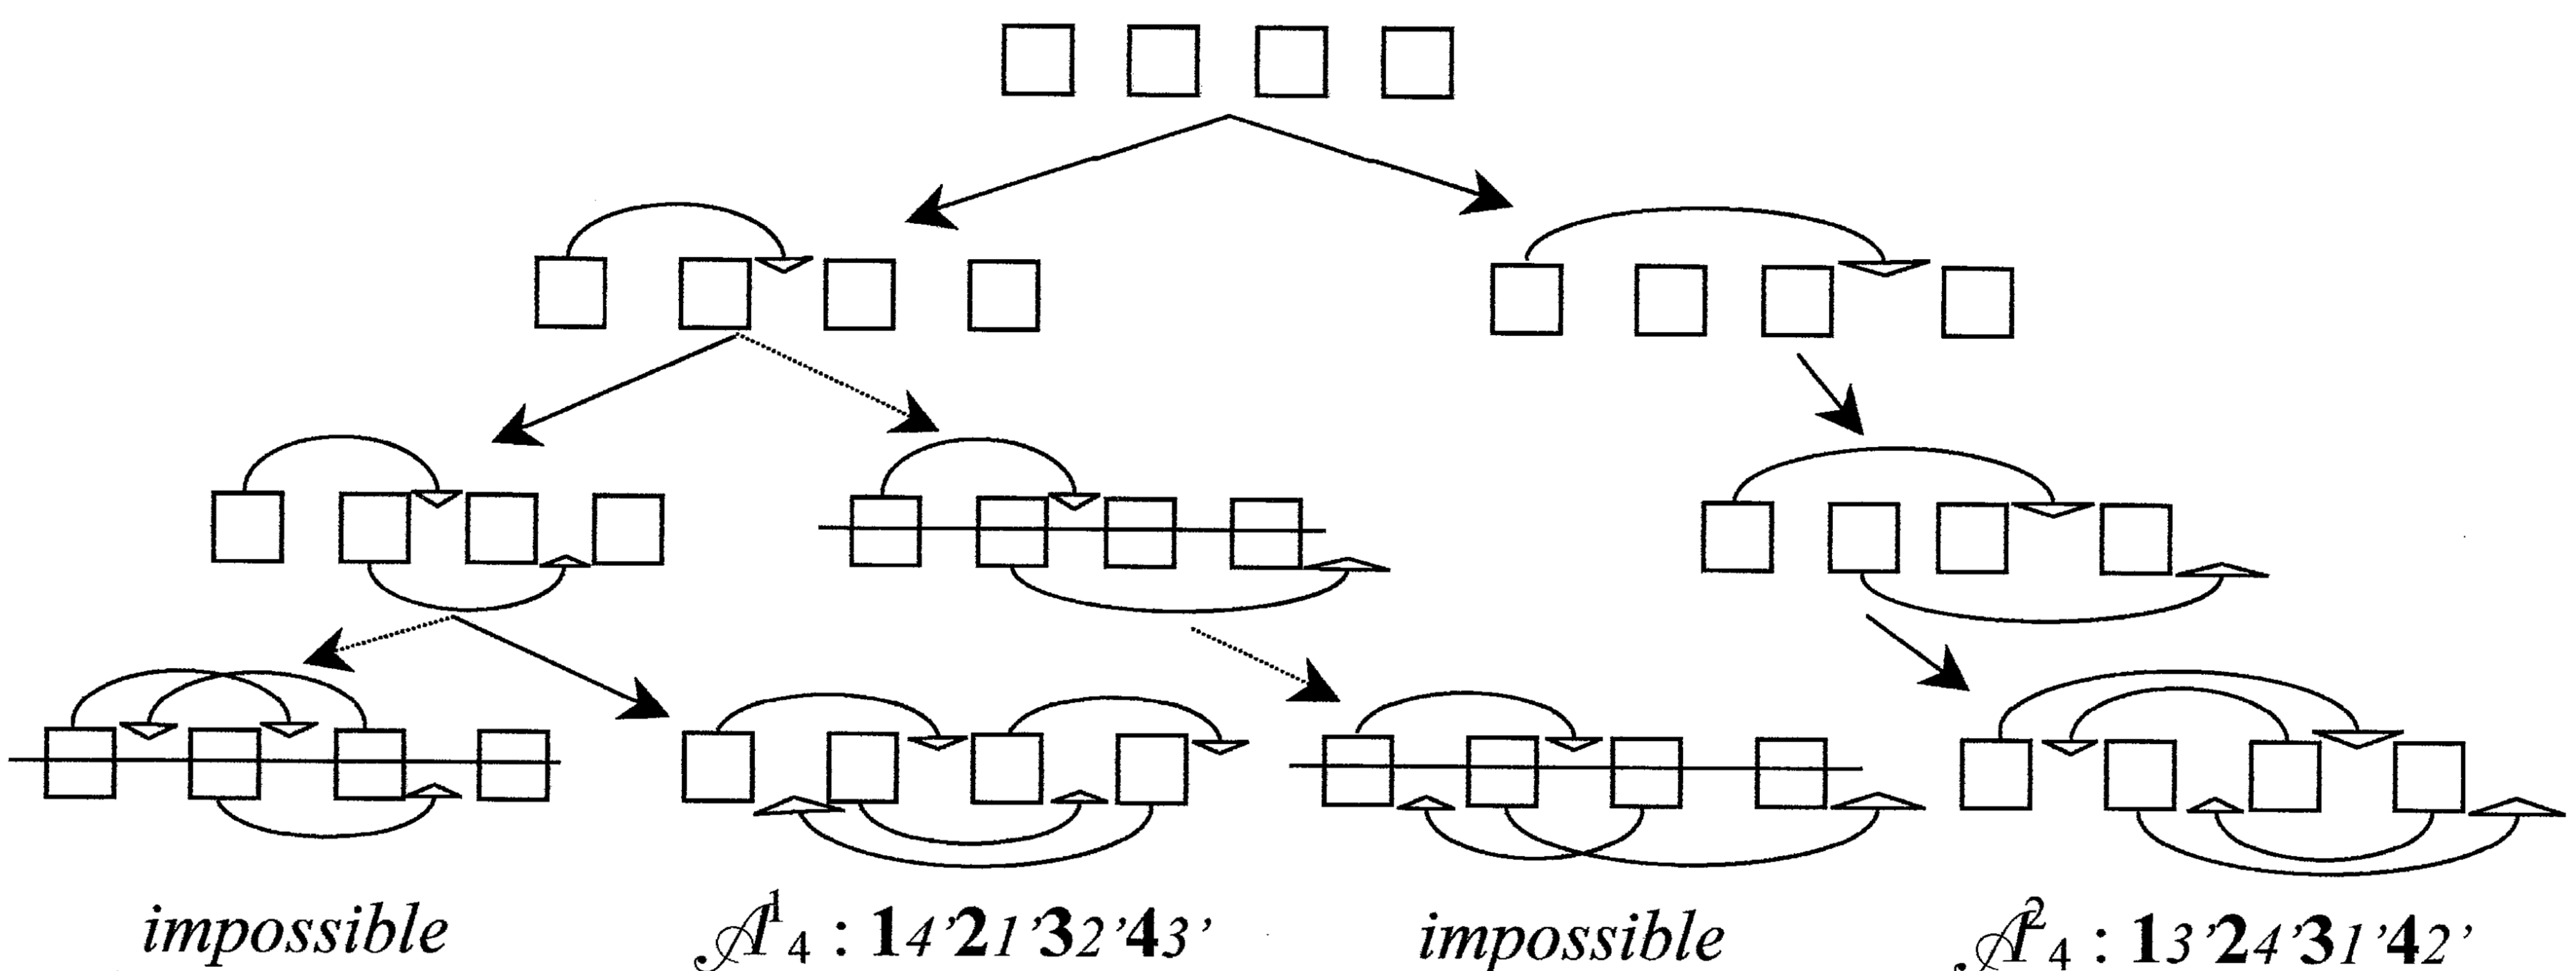 impossible
𝒜¹₄ : 14’21’32’43’
impossible
𝒜²₄ : 13’24’31’42’